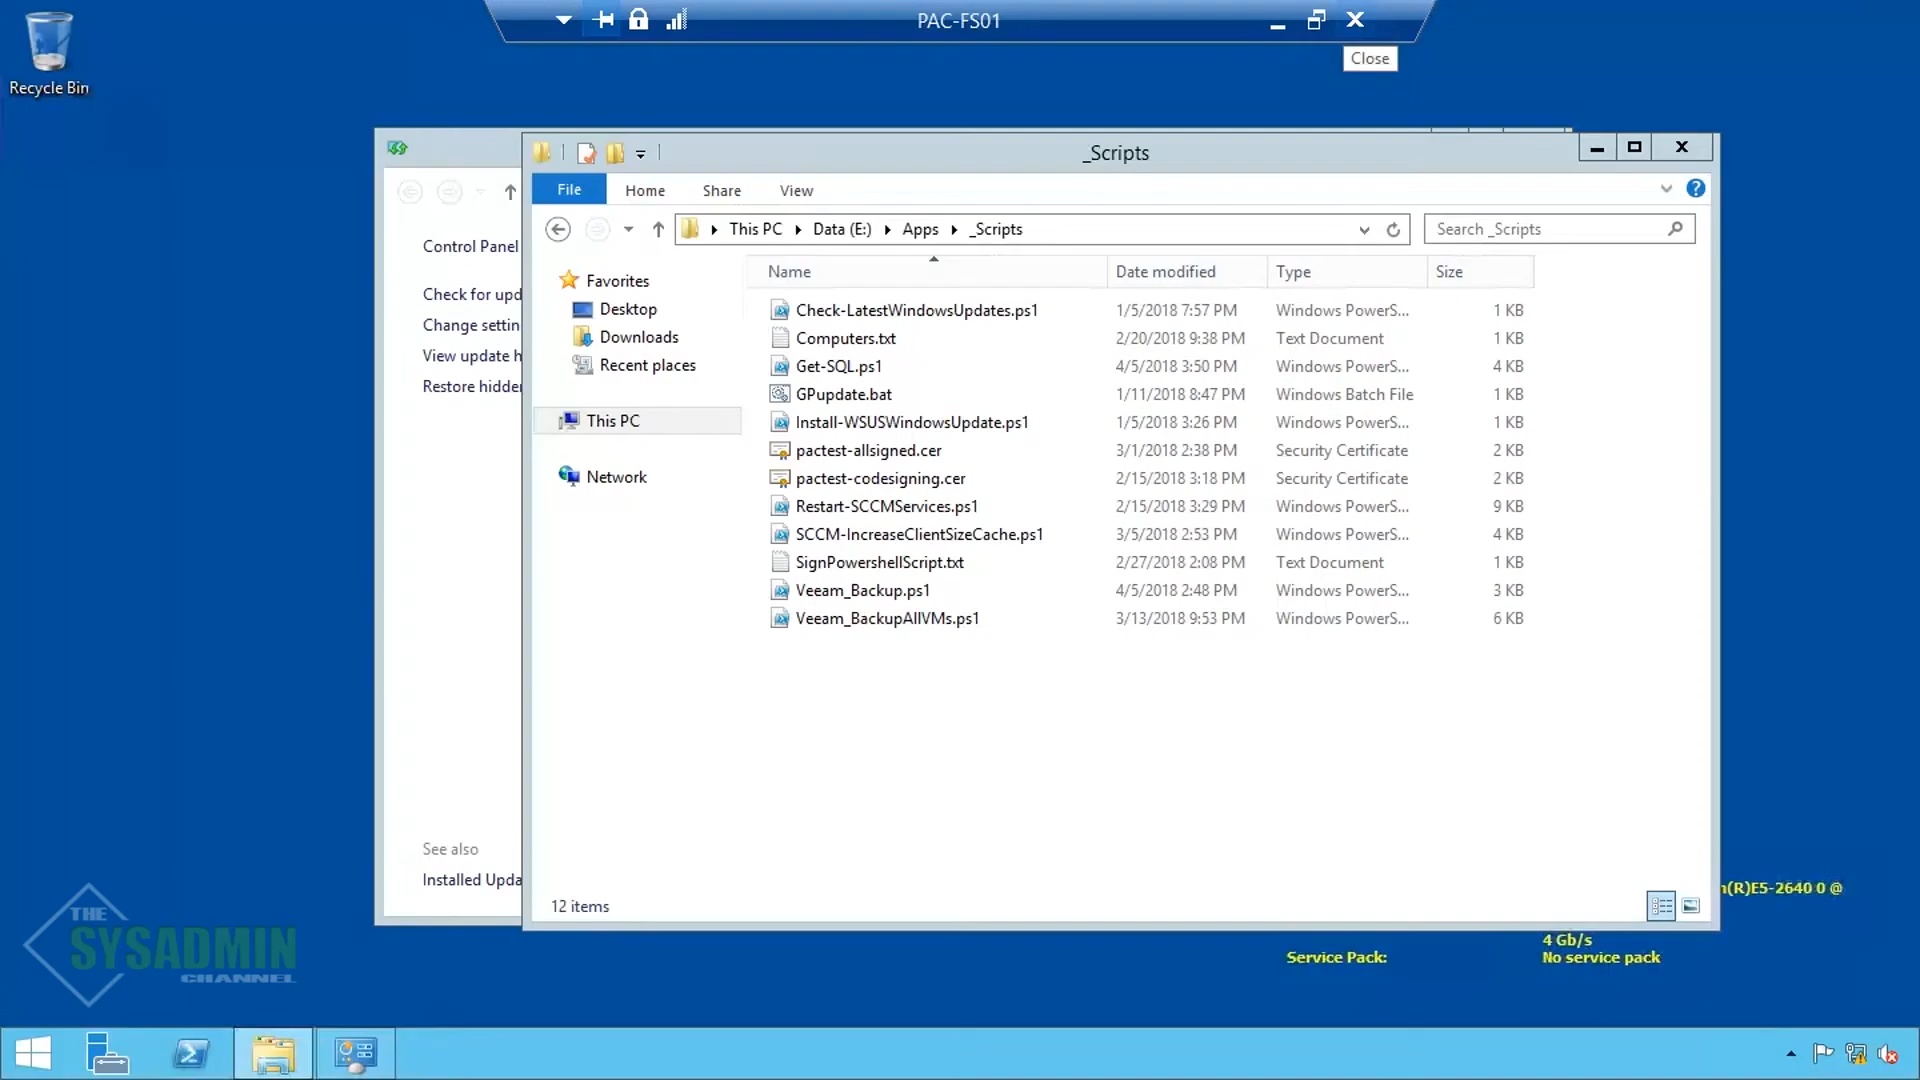 PAC-FS01
Close
Recycle Bin
_Scripts
File Home Share View
This PC Data (E:) Apps _Scripts
Search _Scripts
Control Panel
Check for upd
Change settin
View update h
Restore hidder
See also
Installed Upda
Favorites
Desktop
Downloads
Recent places
This PC
Network
Name Date modified Type Size
Check-LatestWindowsUpdates.ps1 1/5/2018 7:57 PM Windows PowerS... 1 KB
Computers.txt 2/20/2018 9:38 PM Text Document 1 KB
Get-SQL.ps1 4/5/2018 3:50 PM Windows PowerS... 4 KB
GPupdate.bat 1/11/2018 8:47 PM Windows Batch File 1 KB
Install-WSUSWindowsUpdate.ps1 1/5/2018 3:26 PM Windows PowerS... 1 KB
pactest-allsigned.cer 3/1/2018 2:38 PM Security Certificate 2 KB
pactest-codesigning.cer 2/15/2018 3:18 PM Security Certificate 2 KB
Restart-SCCMServices.ps1 2/15/2018 3:29 PM Windows PowerS... 9 KB
SCCM-IncreaseClientSizeCache.ps1 3/5/2018 2:53 PM Windows PowerS... 4 KB
SignPowershellScript.txt 2/27/2018 2:08 PM Text Document 1 KB
Veeam_Backup.ps1 4/5/2018 2:48 PM Windows PowerS... 3 KB
Veeam_BackupAllVMs.ps1 3/13/2018 9:53 PM Windows PowerS... 6 KB
12 items
n(R)E5-2640 0 @
4 Gb/s
Service Pack: No service pack
THE
SYSADMIN
CHANNEL